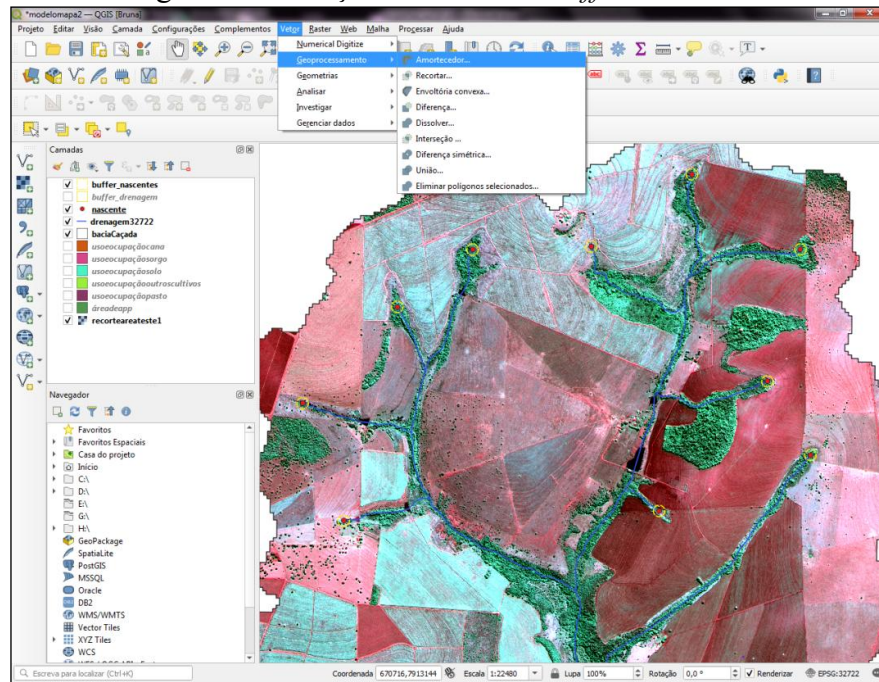 *modelomapa2 — QGIS [Bruna]
Projeto Editar Visão Camada Configurações Complementos Vetor Raster Web Malha Processar Ajuda
Numerical Digitize
Geoprocessamento
Geometrias
Analisar
Investigar
Gerenciar dados
Amortecedor...
Recortar...
Envoltória convexa...
Diferença...
Dissolver...
Interseção ...
Diferença simétrica...
União...
Eliminar polígonos selecionados...
Camadas
buffer_nascentes
buffer_drenagem
nascente
drenagem32722
baciaCaçada
usoeocupaçãocana
usoeocupaçãosorgo
usoeocupaçãosolo
usoeocupaçãooutroscultivos
usoeocupaçãopasto
áreadeapp
recorteareateste1
Navegador
Favoritos
Favoritos Espaciais
Casa do projeto
Início
C:\
D:\
E:\
G:\
H:\
GeoPackage
SpatiaLite
PostGIS
MSSQL
Oracle
DB2
WMS/WMTS
Vector Tiles
XYZ Tiles
WCS
Escreva para localizar (Ctrl+K)
Coordenada 670716,7913144 Escala 1:22480 Lupa 100% Rotação 0,0 ° Renderizar EPSG:32722